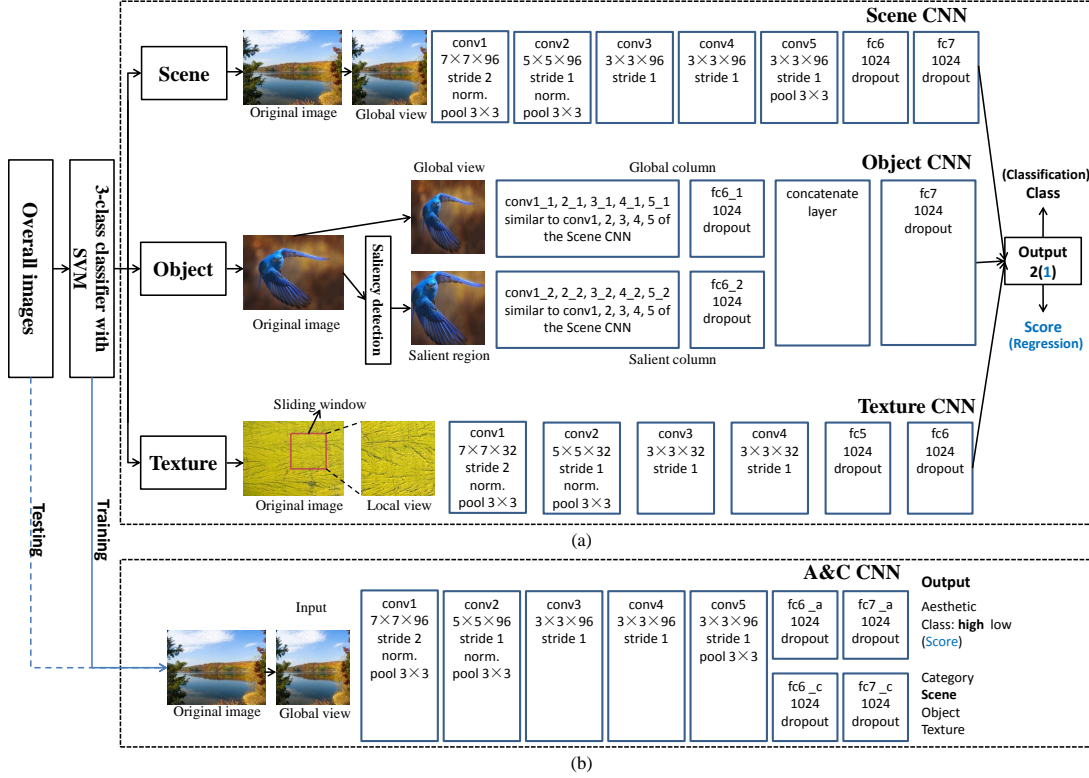 Scene CNN
Scene
Original image
Global view
conv1
7×7×96
stride 2
norm.
pool 3×3
conv2
5×5×96
stride 1
norm.
pool 3×3
conv3
3×3×96
stride 1
conv4
3×3×96
stride 1
conv5
3×3×96
stride 1
pool 3×3
fc6
1024
dropout
fc7
1024
dropout
Overall images
3-class classifier with
SVM
Object CNN
Object
Original image
Saliency detection
Global view
Salient region
Global column
conv1_1, 2_1, 3_1, 4_1, 5_1
similar to conv1, 2, 3, 4, 5 of
the Scene CNN
fc6_1
1024
dropout
conv1_2, 2_2, 3_2, 4_2, 5_2
similar to conv1, 2, 3, 4, 5 of
the Scene CNN
fc6_2
1024
dropout
Salient column
concatenate
layer
fc7
1024
dropout
(Classification)
Class
Output
2(1)
Score
(Regression)
Texture CNN
Texture
Sliding window
Original image
Local view
conv1
7×7×32
stride 2
norm.
pool 3×3
conv2
5×5×32
stride 1
norm.
pool 3×3
conv3
3×3×32
stride 1
conv4
3×3×32
stride 1
fc5
1024
dropout
fc6
1024
dropout
(a)
Testing
Training
A&C CNN
Input
Original image
Global view
conv1
7×7×96
stride 2
norm.
pool 3×3
conv2
5×5×96
stride 1
norm.
pool 3×3
conv3
3×3×96
stride 1
conv4
3×3×96
stride 1
conv5
3×3×96
stride 1
pool 3×3
fc6 _a
1024
dropout
fc7 _a
1024
dropout
fc6 _c
1024
dropout
fc7 _c
1024
dropout
Output
Aesthetic
Class: high low
(Score)
Category
Scene
Object
Texture
(b)